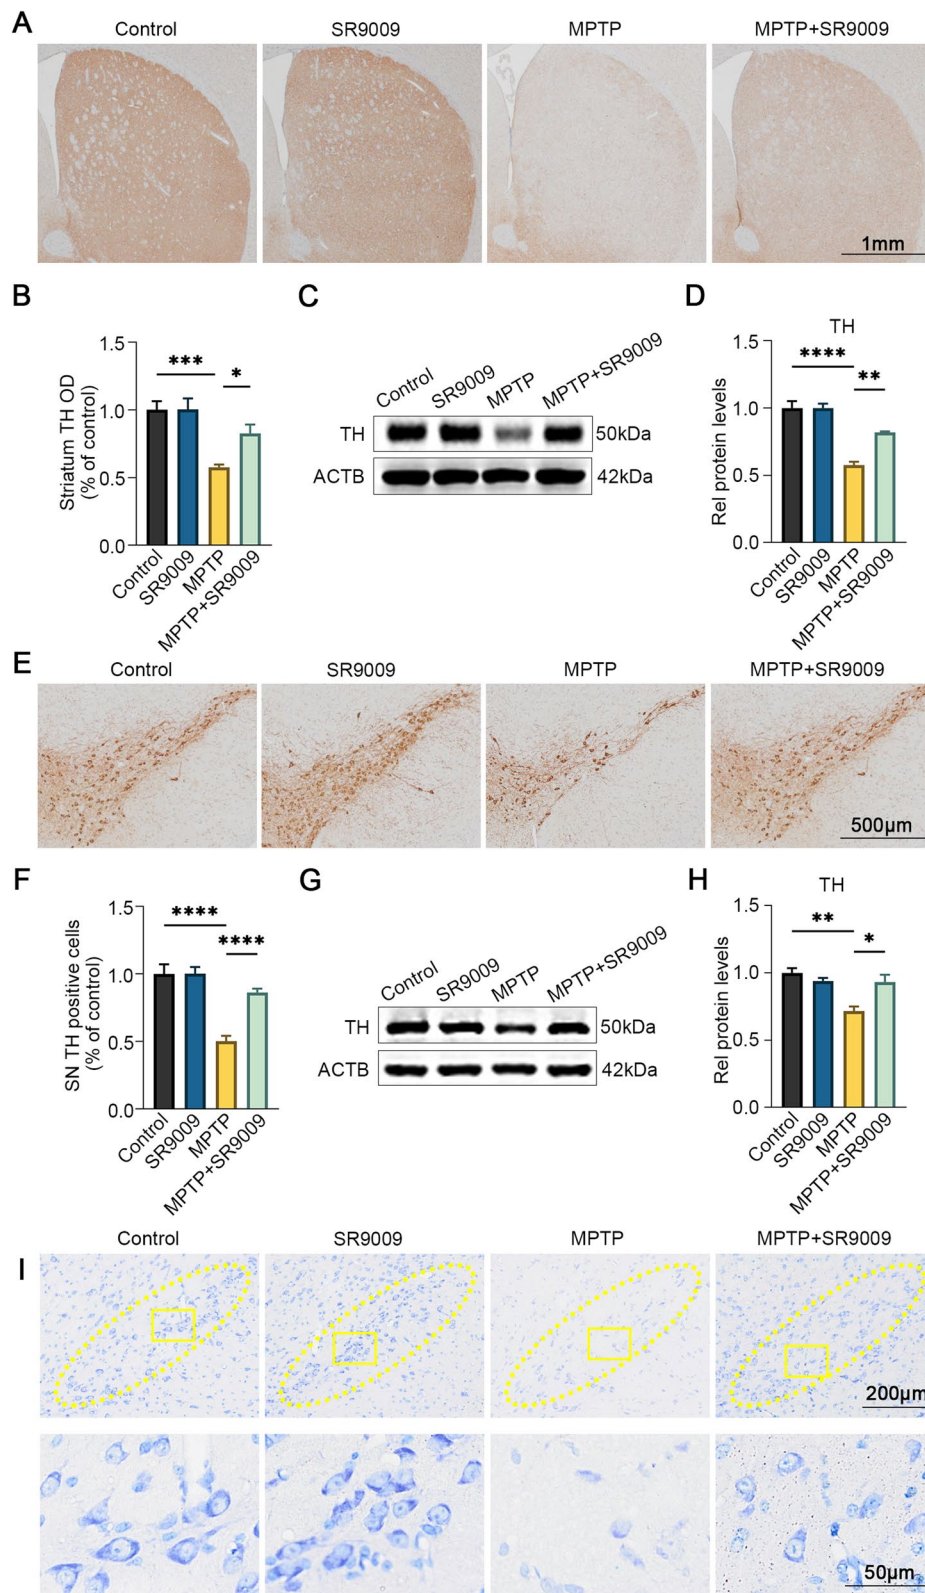 A
Control
SR9009
MPTP
MPTP+SR9009
1mm
B
Striatum TH OD
(% of control)
1.5
1.0
0.5
0.0
***
*
Control
SR9009
MPTP
MPTP+SR9009
C
Control
SR9009
MPTP
MPTP+SR9009
TH
50kDa
ACTB
42kDa
D
TH
Rel protein levels
1.5
1.0
0.5
0.0
****
**
Control
SR9009
MPTP
MPTP+SR9009
E
Control
SR9009
MPTP
MPTP+SR9009
500µm
F
SN TH positive cells
(% of control)
1.5
1.0
0.5
0.0
****
****
Control
SR9009
MPTP
MPTP+SR9009
G
Control
SR9009
MPTP
MPTP+SR9009
TH
50kDa
ACTB
42kDa
H
TH
Rel protein levels
1.5
1.0
0.5
0.0
**
*
Control
SR9009
MPTP
MPTP+SR9009
I
Control
SR9009
MPTP
MPTP+SR9009
200µm
50µm